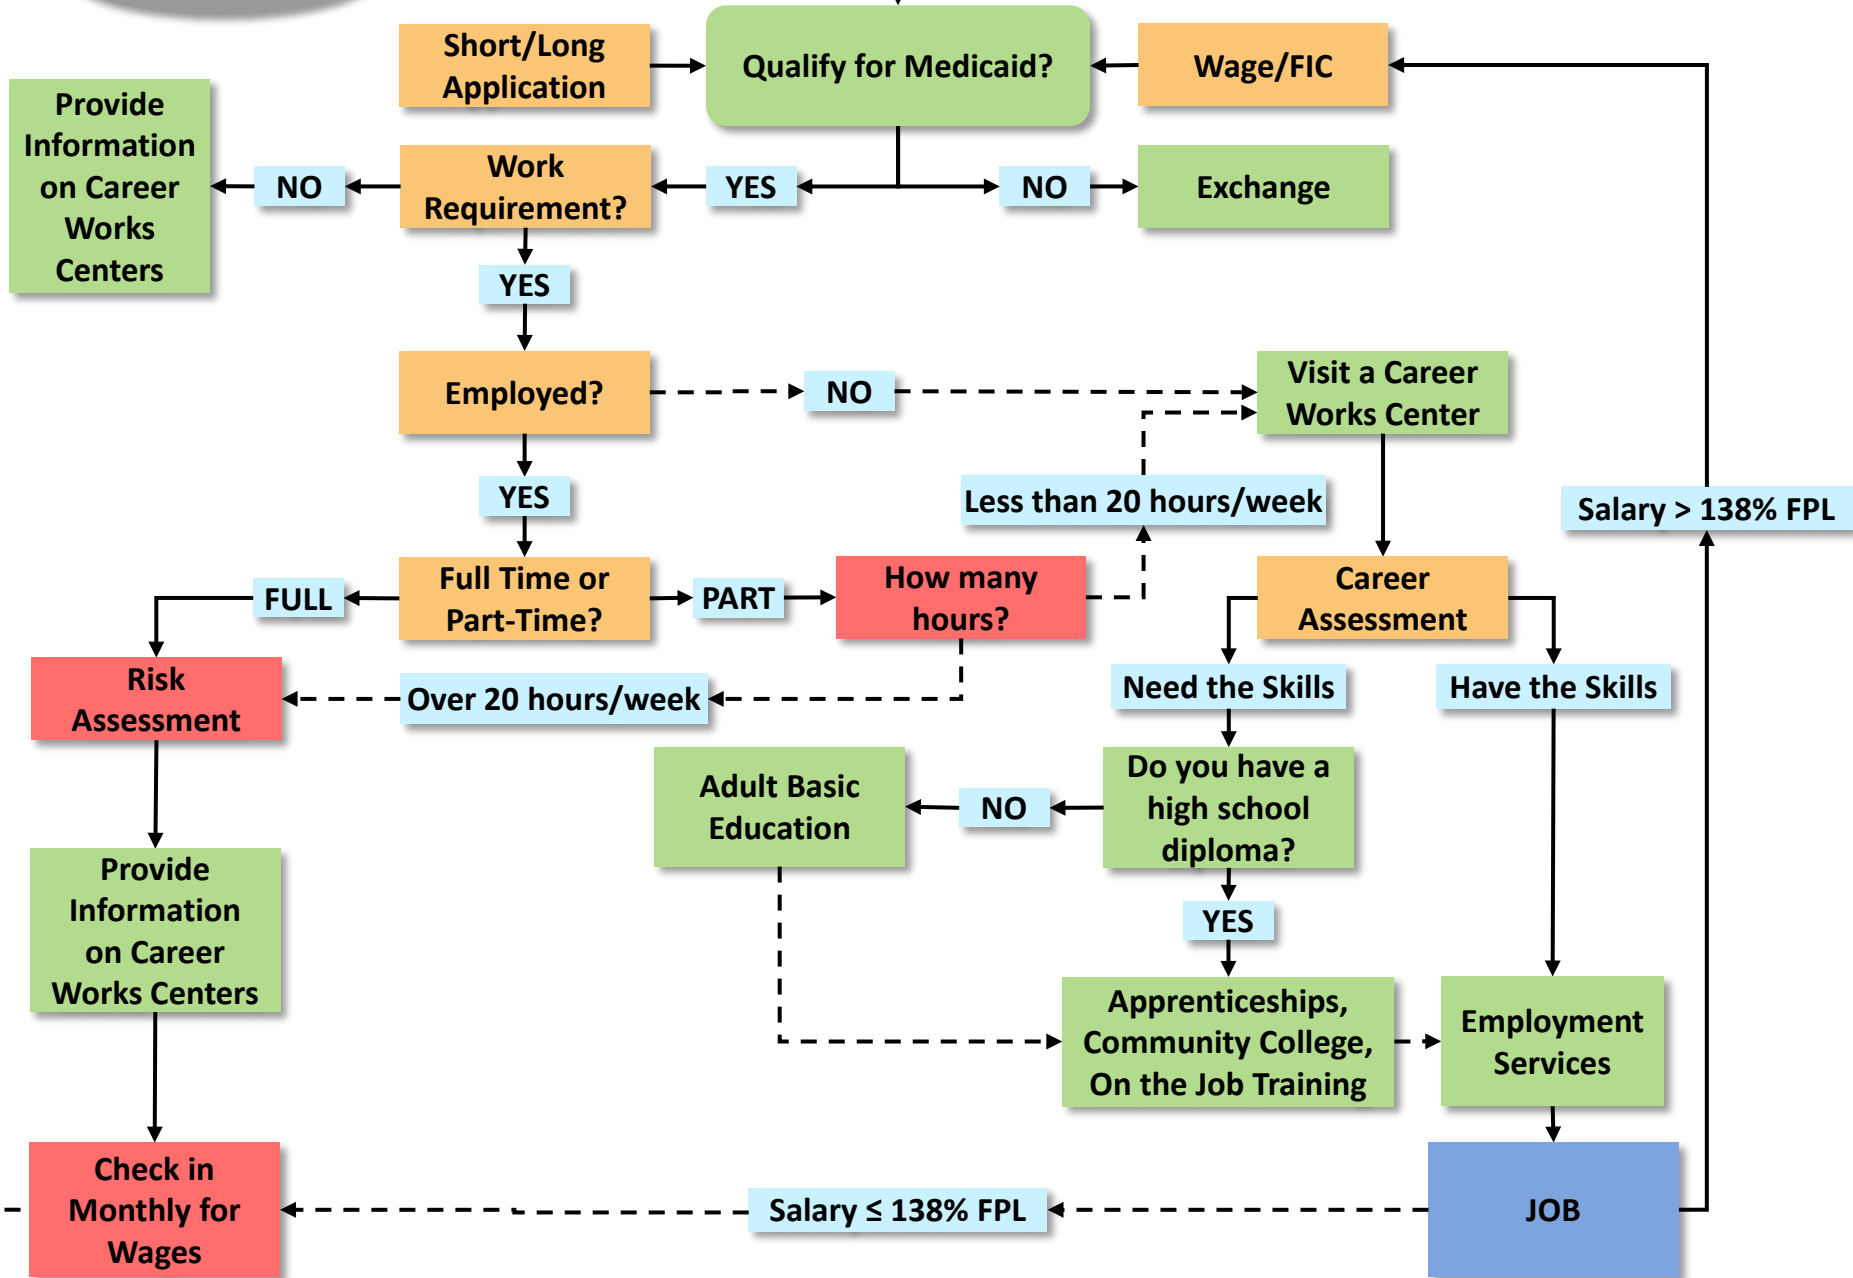 Short/Long
Application
Qualify for Medicaid?
Wage/FIC
Provide
Information
on Career
Works
Centers
NO
Work
Requirement?
YES
NO
Exchange
YES
Employed?
NO
Visit a Career
Works Center
YES
Less than 20 hours/week
Salary > 138% FPL
FULL
Full Time or
Part-Time?
PART
How many
hours?
Career
Assessment
Risk
Assessment
Over 20 hours/week
Need the Skills
Have the Skills
Adult Basic
Education
NO
Do you have a
high school
diploma?
Provide
Information
on Career
Works Centers
YES
Apprenticeships,
Community College,
On the Job Training
Employment
Services
Check in
Monthly for
Wages
Salary ≤ 138% FPL
JOB